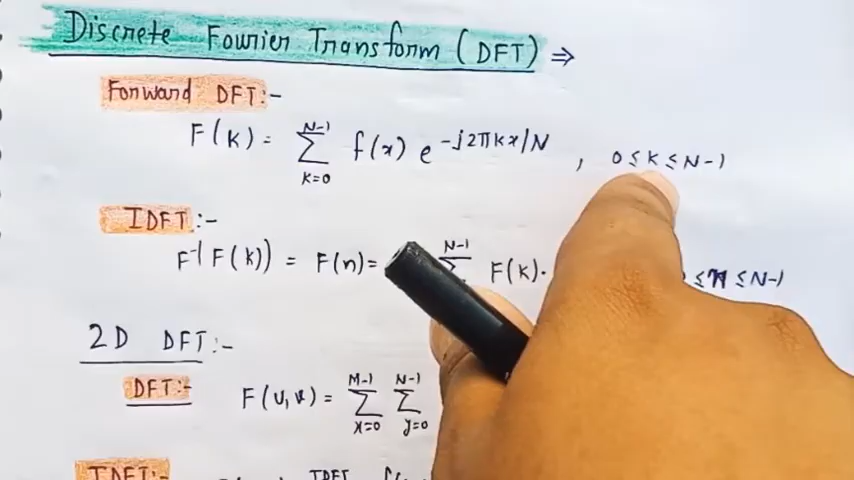 Discrete Fourier Transform (DFT) ⇒
Forward DFT:-
F(k) = N-1 Σ k=0 f(x) e^-j2πkx/N , 0 ≤ k ≤ N-1
IDFT:-
F^-1(F(k)) = F(n) = N-1 F(k). ≤ n ≤ N-1
2D DFT:-
DFT:- F(u,v) = M-1 Σ x=0 N-1 Σ y=0
IDFT:- IDFT